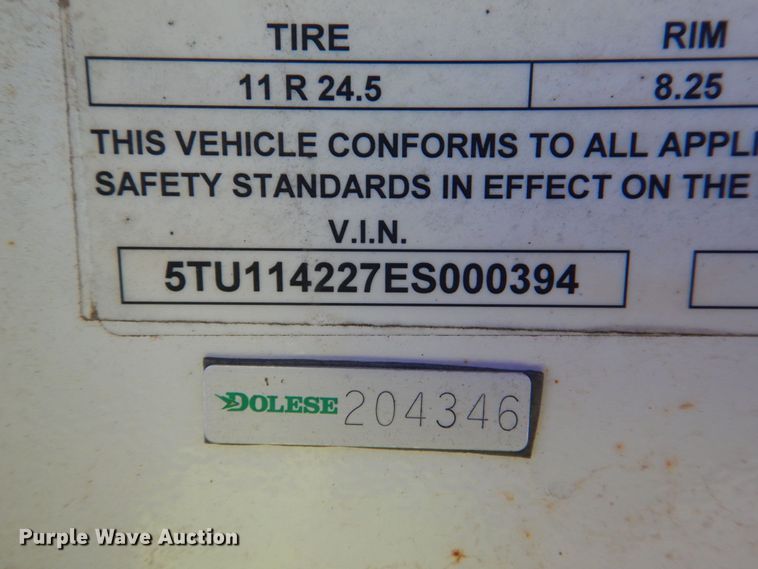 TIRE RIM
11 R 24.5 8.25
THIS VEHICLE CONFORMS TO ALL
SAFETY STANDARDS IN EFFECT ON THE
V.I.N.
5TU114227ES000394
DOLESE 204346
Purple Wave Auction